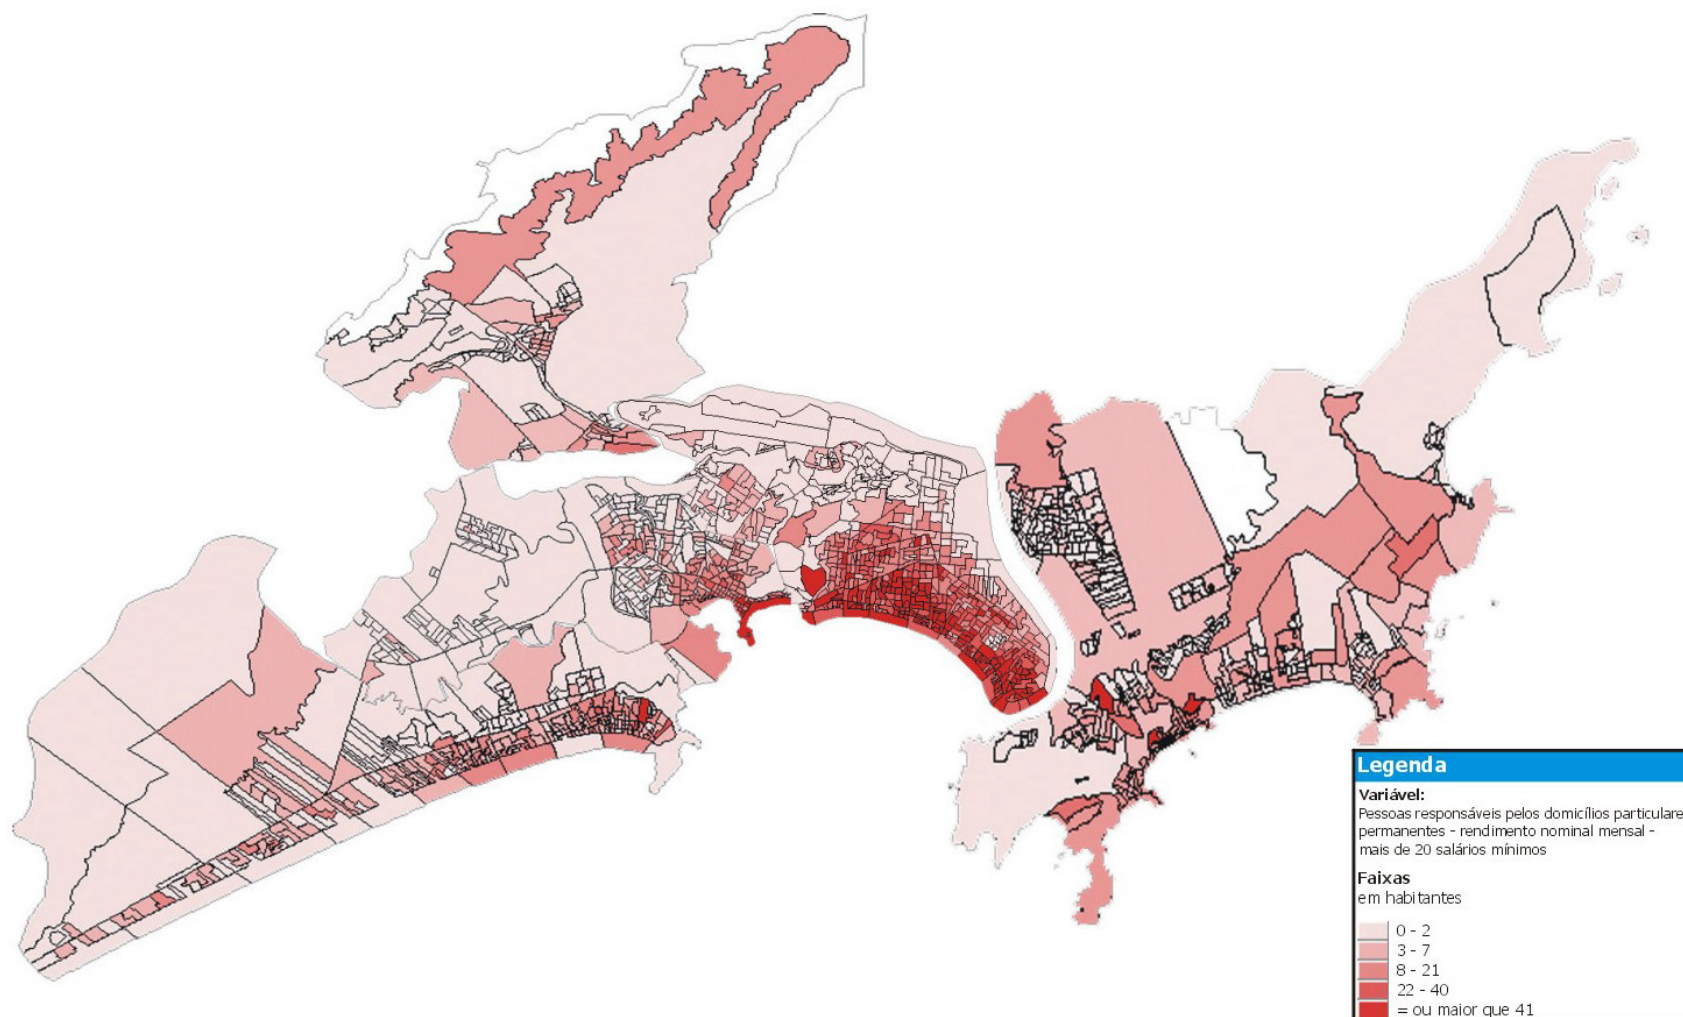 Legenda
Variável:
Pessoas responsáveis pelos domicílios particulare
permanentes - rendimento nominal mensal -
mais de 20 salários mínimos
Faixas
em habitantes
0 - 2
3 - 7
8 - 21
22 - 40
= ou maior que 41